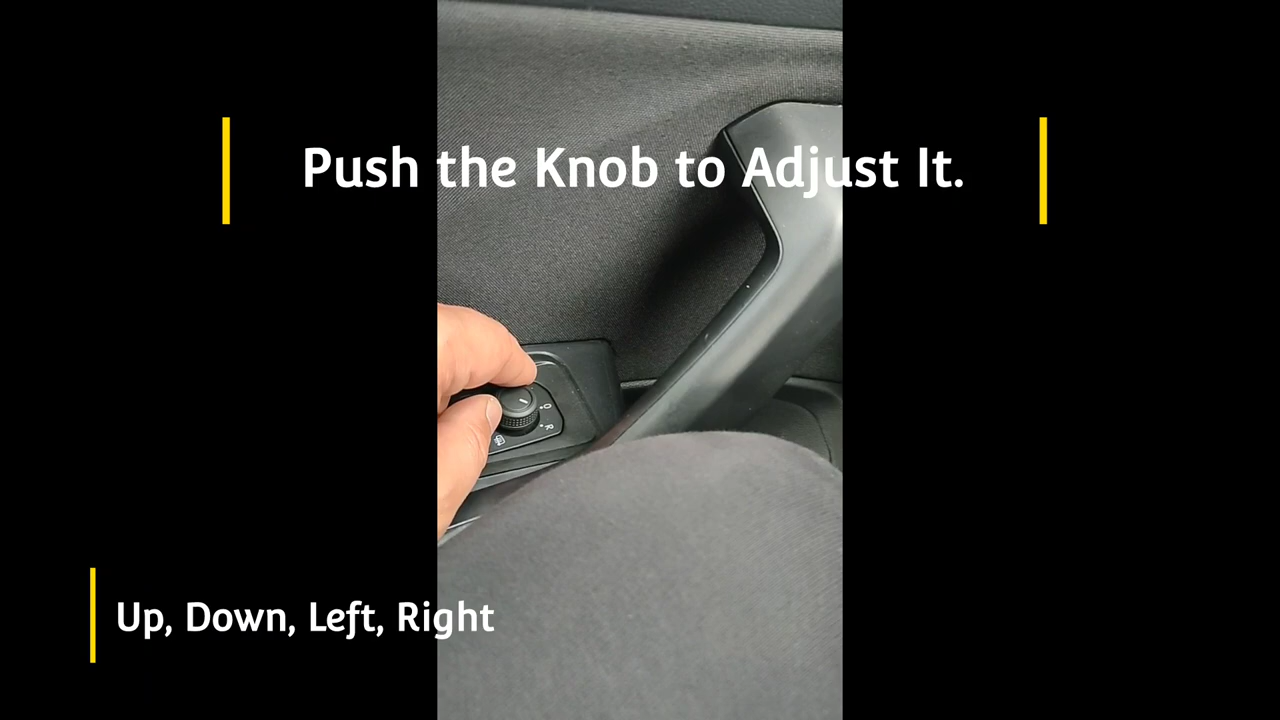 Push the Knob to Adjust It.
O
R
Up, Down, Left, Right